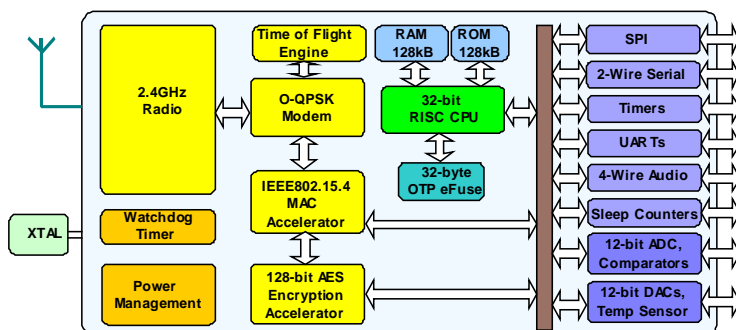 Time of Flight
Engine
RAM
128kB
ROM
128kB
SPI
2.4GHz
Radio
O-QPSK
Modem
32-bit
RISC CPU
2-Wire Serial
Timers
UARTs
32-byte
OTP eFuse
4-Wire Audio
IEEE802.15.4
MAC
Accelerator
Sleep Counters
XTAL
Watchdog
Timer
12-bit ADC,
Comparators
Power
Management
128-bit AES
Encryption
Accelerator
12-bit DACs,
Temp Sensor